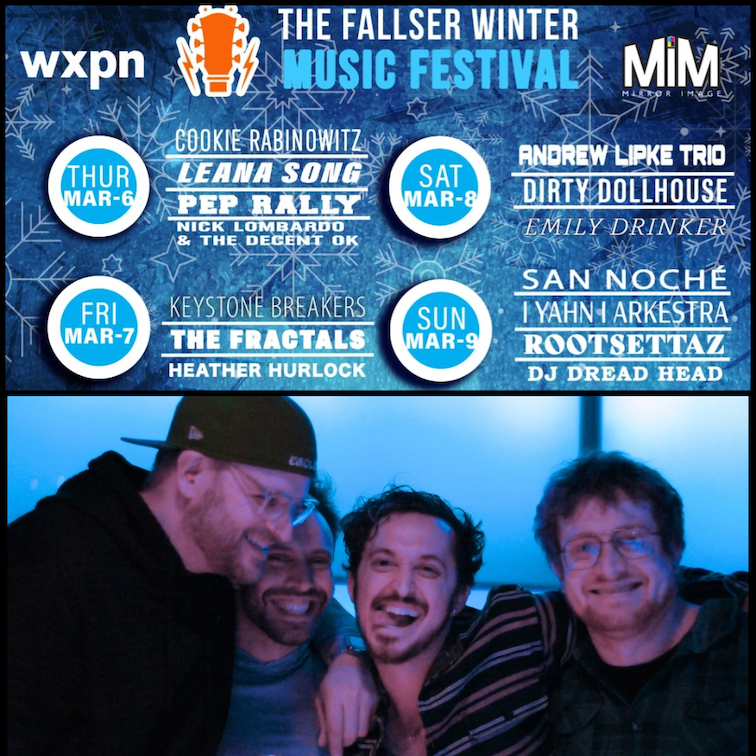 wxpn
THE FALLSER WINTER
MUSIC FESTIVAL
MiM
MIRROR IMAGE
THUR
MAR-6
COOKIE RABINOWITZ
LEANA SONG
PEP RALLY
NICK LOMBARDO
& THE DECENT OK
SAT
MAR-8
ANDREW LIPKE TRIO
DIRTY DOLLHOUSE
EMILY DRINKER
FRI
MAR-7
KEYSTONE BREAKERS
THE FRACTALS
HEATHER HURLOCK
SUN
MAR-9
SAN NOCHÉ
I YAHN I ARKESTRA
ROOTSETTAZ
DJ DREAD HEAD